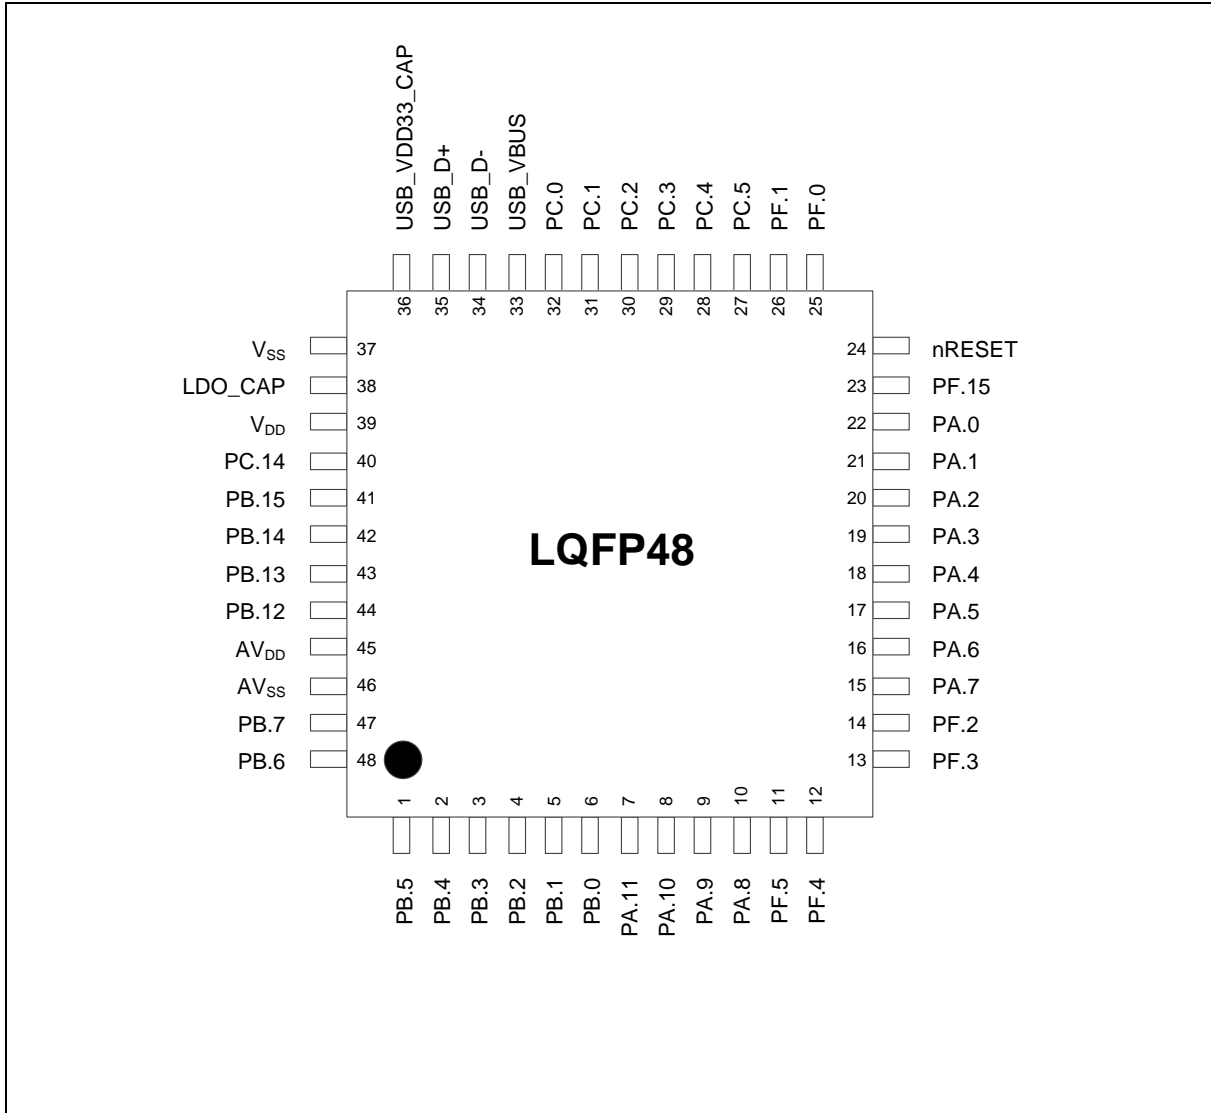 USB_VDD33_CAP
USB_D+
USB_D-
USB_VBUS
PC.0
PC.1
PC.2
PC.3
PC.4
PC.5
PF.1
PF.0
36
35
34
33
32
31
30
29
28
27
26
25
VSS 37
24 nRESET
LDO_CAP 38
23 PF.15
VDD 39
22 PA.0
PC.14 40
21 PA.1
PB.15 41
20 PA.2
PB.14 42
19 PA.3
LQFP48
PB.13 43
18 PA.4
PB.12 44
17 PA.5
AVDD 45
16 PA.6
AVSS 46
15 PA.7
PB.7 47
14 PF.2
PB.6 48
13 PF.3
1
2
3
4
5
6
7
8
9
10
11
12
PB.5
PB.4
PB.3
PB.2
PB.1
PB.0
PA.11
PA.10
PA.9
PA.8
PF.5
PF.4